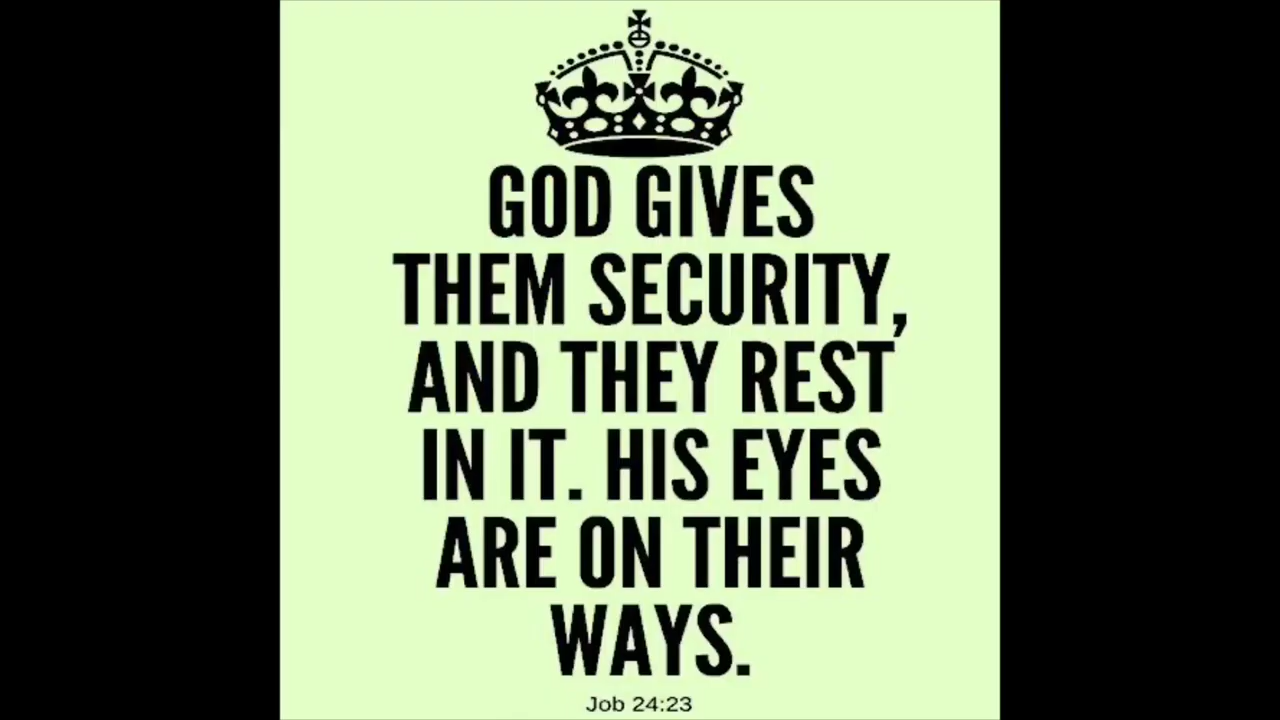 GOD GIVES
THEM SECURITY,
AND THEY REST
IN IT. HIS EYES
ARE ON THEIR
WAYS.
Job 24:23